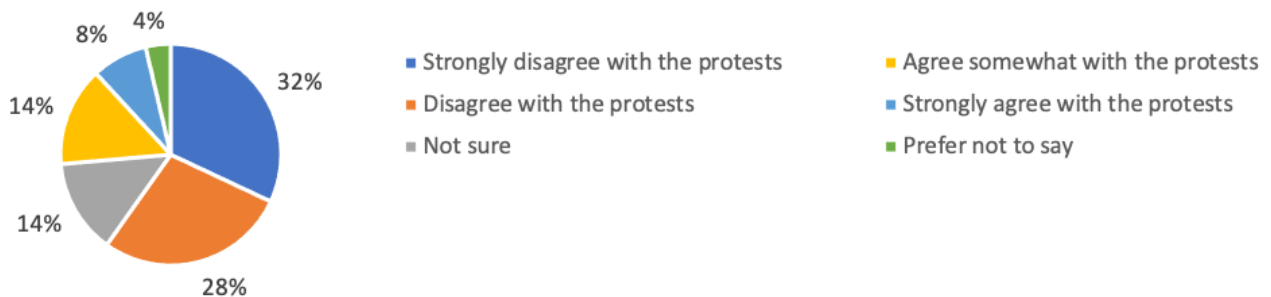 4%
8%
32%
14%
14%
28%
Strongly disagree with the protests
Agree somewhat with the protests
Disagree with the protests
Strongly agree with the protests
Not sure
Prefer not to say